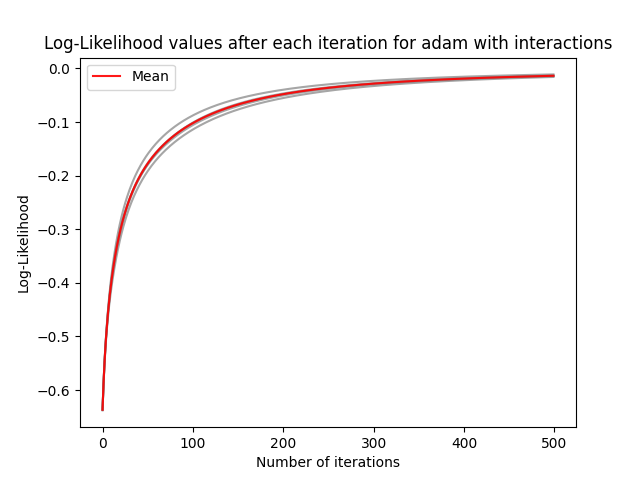 Log-Likelihood values after each iteration for adam with interactions
Mean
0.0
−0.1
−0.2
−0.3
−0.4
−0.5
−0.6
Log-Likelihood
0 100 200 300 400 500
Number of iterations